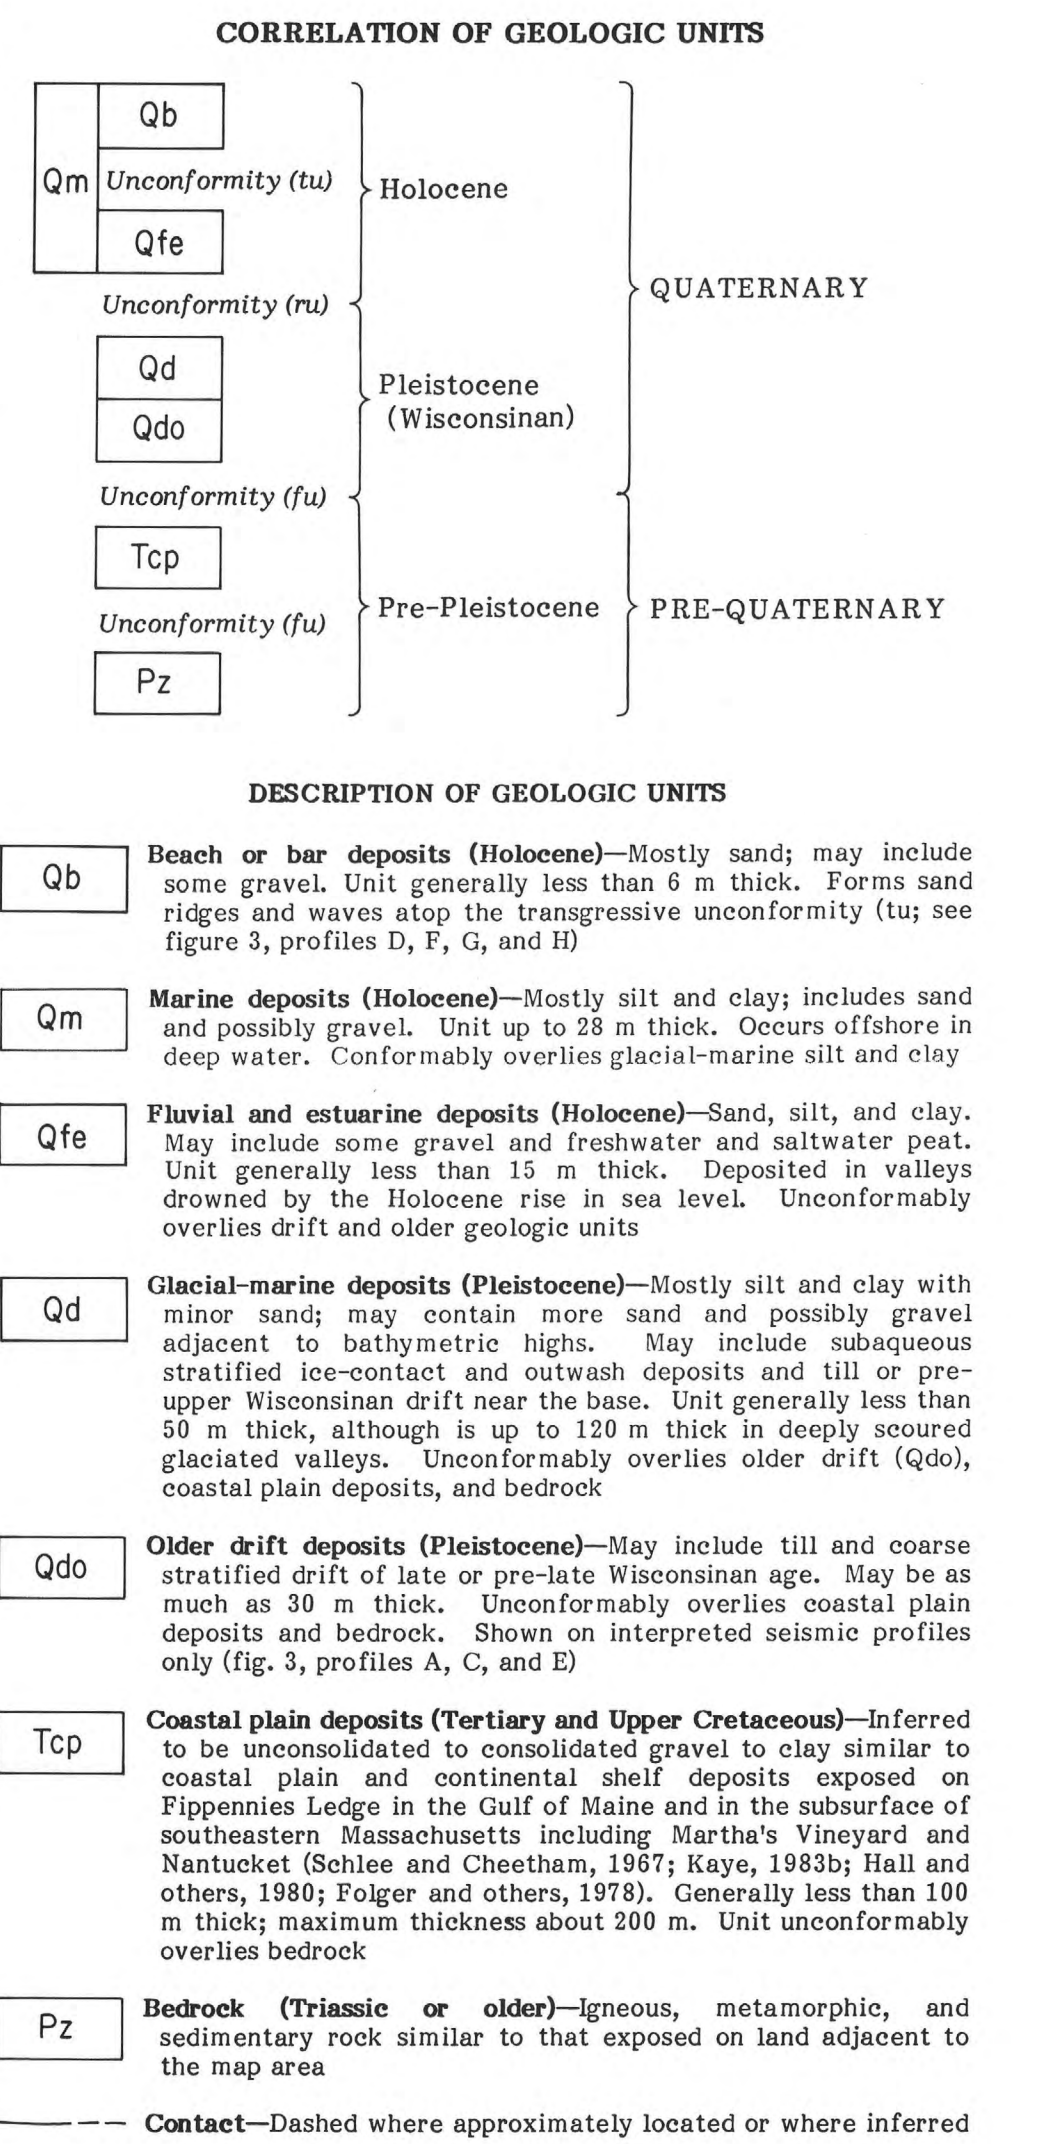 CORRELATION OF GEOLOGIC UNITS
Qb
Qm
Unconformity (tu)
Holocene
Qfe
QUATERNARY
Unconformity (ru)
Qd
Pleistocene
(Wisconsinan)
Qdo
Unconformity (fu)
Tcp
Pre-Pleistocene
PRE-QUATERNARY
Unconformity (fu)
Pz
DESCRIPTION OF GEOLOGIC UNITS
Qb
Beach or bar deposits (Holocene)—Mostly sand; may include
some gravel. Unit generally less than 6 m thick. Forms sand
ridges and waves atop the transgressive unconformity (tu; see
figure 3, profiles D, F, G, and H)
Qm
Marine deposits (Holocene)—Mostly silt and clay; includes sand
and possibly gravel. Unit up to 28 m thick. Occurs offshore in
deep water. Conformably overlies glacial-marine silt and clay
Qfe
Fluvial and estuarine deposits (Holocene)—Sand, silt, and clay.
May include some gravel and freshwater and saltwater peat.
Unit generally less than 15 m thick. Deposited in valleys
drowned by the Holocene rise in sea level. Unconformably
overlies drift and older geologic units
Qd
Glacial-marine deposits (Pleistocene)—Mostly silt and clay with
minor sand; may contain more sand and possibly gravel
adjacent to bathymetric highs. May include subaqueous
stratified ice-contact and outwash deposits and till or pre-
upper Wisconsinan drift near the base. Unit generally less than
50 m thick, although is up to 120 m thick in deeply scoured
glaciated valleys. Unconformably overlies older drift (Qdo),
coastal plain deposits, and bedrock
Qdo
Older drift deposits (Pleistocene)—May include till and coarse
stratified drift of late or pre-late Wisconsinan age. May be as
much as 30 m thick. Unconformably overlies coastal plain
deposits and bedrock. Shown on interpreted seismic profiles
only (fig. 3, profiles A, C, and E)
Tcp
Coastal plain deposits (Tertiary and Upper Cretaceous)—Inferred
to be unconsolidated to consolidated gravel to clay similar to
coastal plain and continental shelf deposits exposed on
Fippennies Ledge in the Gulf of Maine and in the subsurface of
southeastern Massachusetts including Martha's Vineyard and
Nantucket (Schlee and Cheetham, 1967; Kaye, 1983b; Hall and
others, 1980; Folger and others, 1978). Generally less than 100
m thick; maximum thickness about 200 m. Unit unconformably
overlies bedrock
Pz
Bedrock (Triassic or older)—Igneous, metamorphic, and
sedimentary rock similar to that exposed on land adjacent to
the map area
Contact—Dashed where approximately located or where inferred